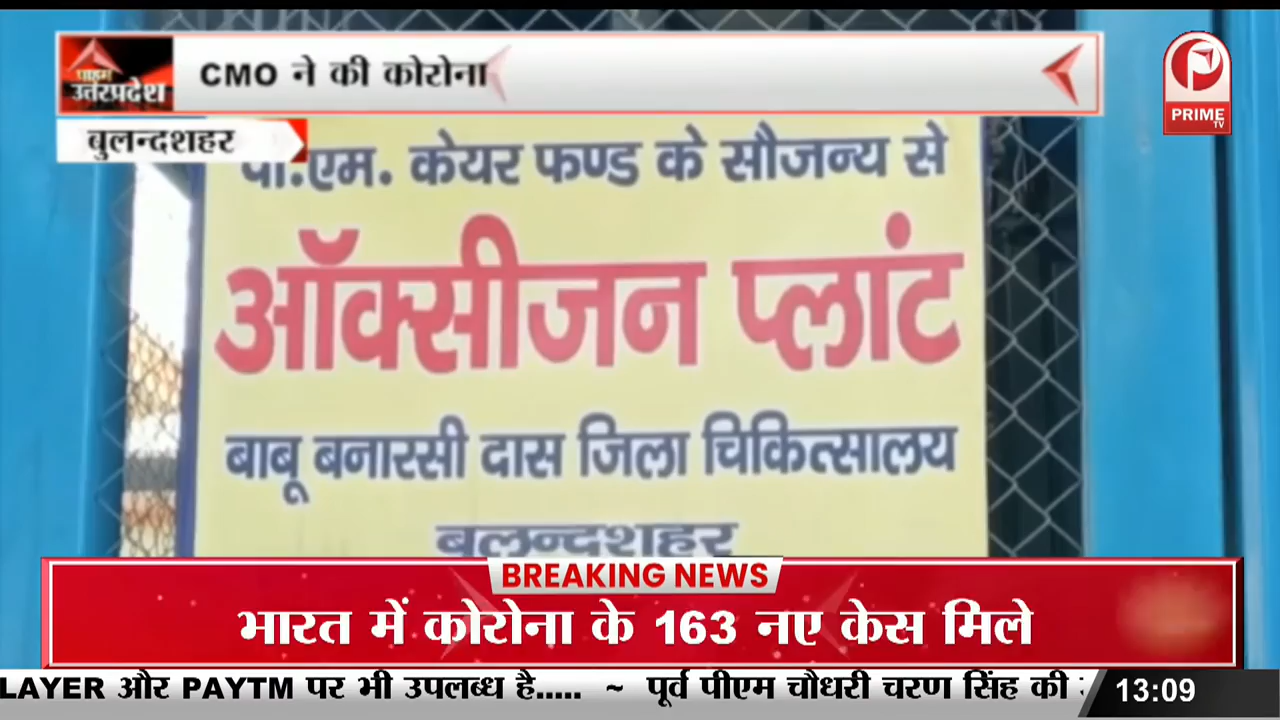 प्राइम
उत्तरप्रदेश
CMO ने की कोरोना
बुलन्दशहर
PRIME
TV
पी.एम. केयर फण्ड के सौजन्य से
ऑक्सीजन प्लांट
बाबू बनारसी दास जिला चिकित्सालय
बुलन्दशहर
BREAKING NEWS
भारत में कोरोना के 163 नए केस मिले
LAYER और PAYTM पर भी उपलब्ध है..... ~ पूर्व पीएम चौधरी चरण सिंह की
13:09